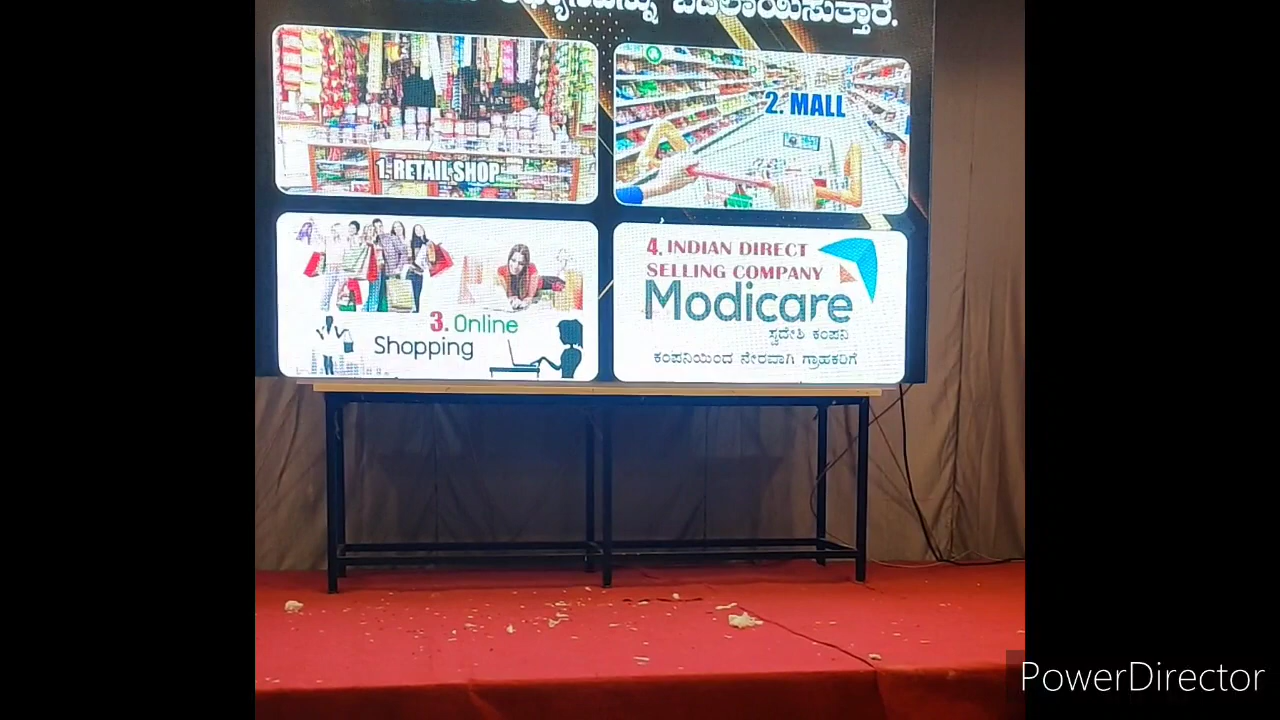 ಬದಲಾಯಿಸುತ್ತಾರೆ.
1. RETAIL SHOP
2. MALL
3. Online
Shopping
4. INDIAN DIRECT
SELLING COMPANY
Modicare
ಸ್ವದೇಶಿ ಕಂಪನಿ
ಕಂಪನಿಯಿಂದ ನೇರವಾಗಿ ಗ್ರಾಹಕರಿಗೆ
PowerDirector